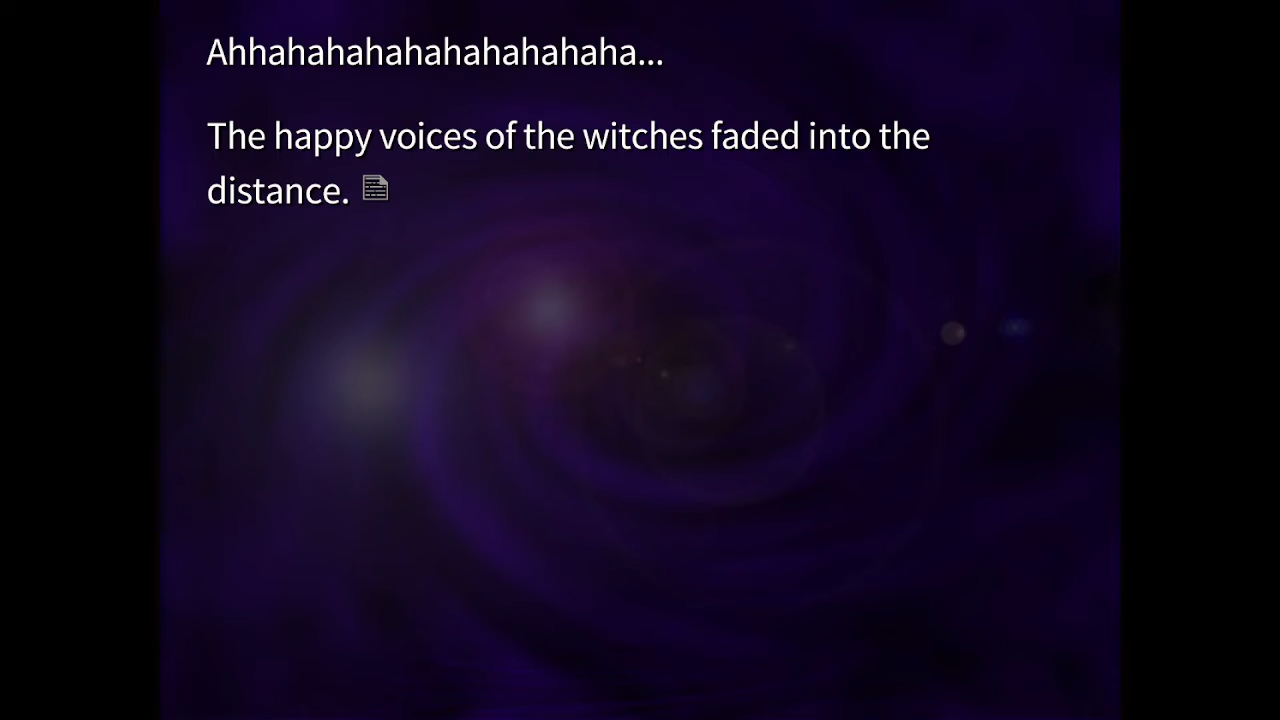 Ahhahahahahahahahahaha...
The happy voices of the witches faded into the
distance.